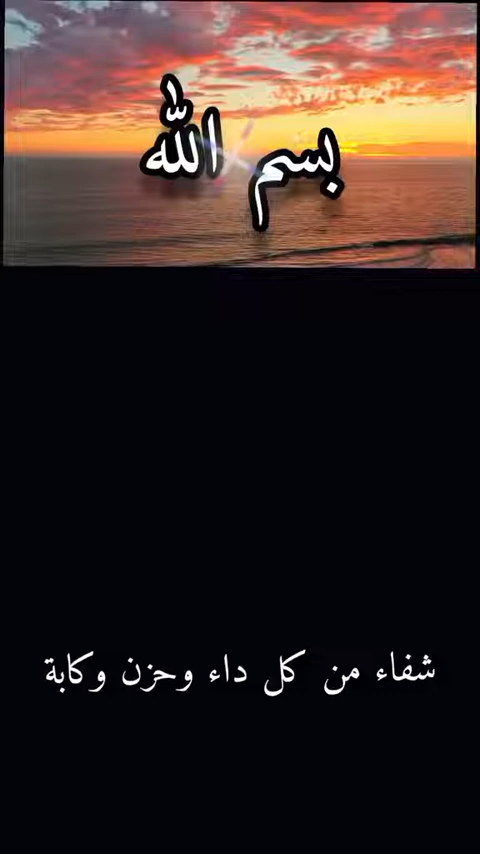 بسم الله
شفاء من كل داء وحزن وكابة